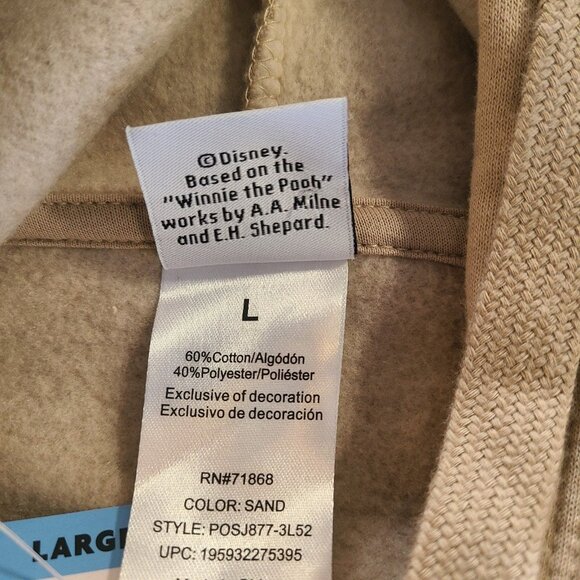 ©Disney.
Based on the
"Winnie the Pooh"
works by A.A. Milne
and E.H. Shepard.
L
60%Cotton/Algodón
40%Polyester/Poliéster
Exclusive of decoration
Exclusivo de decoración
RN#71868
COLOR: SAND
STYLE: POSJ877-3L52
UPC: 195932275395
LARGE